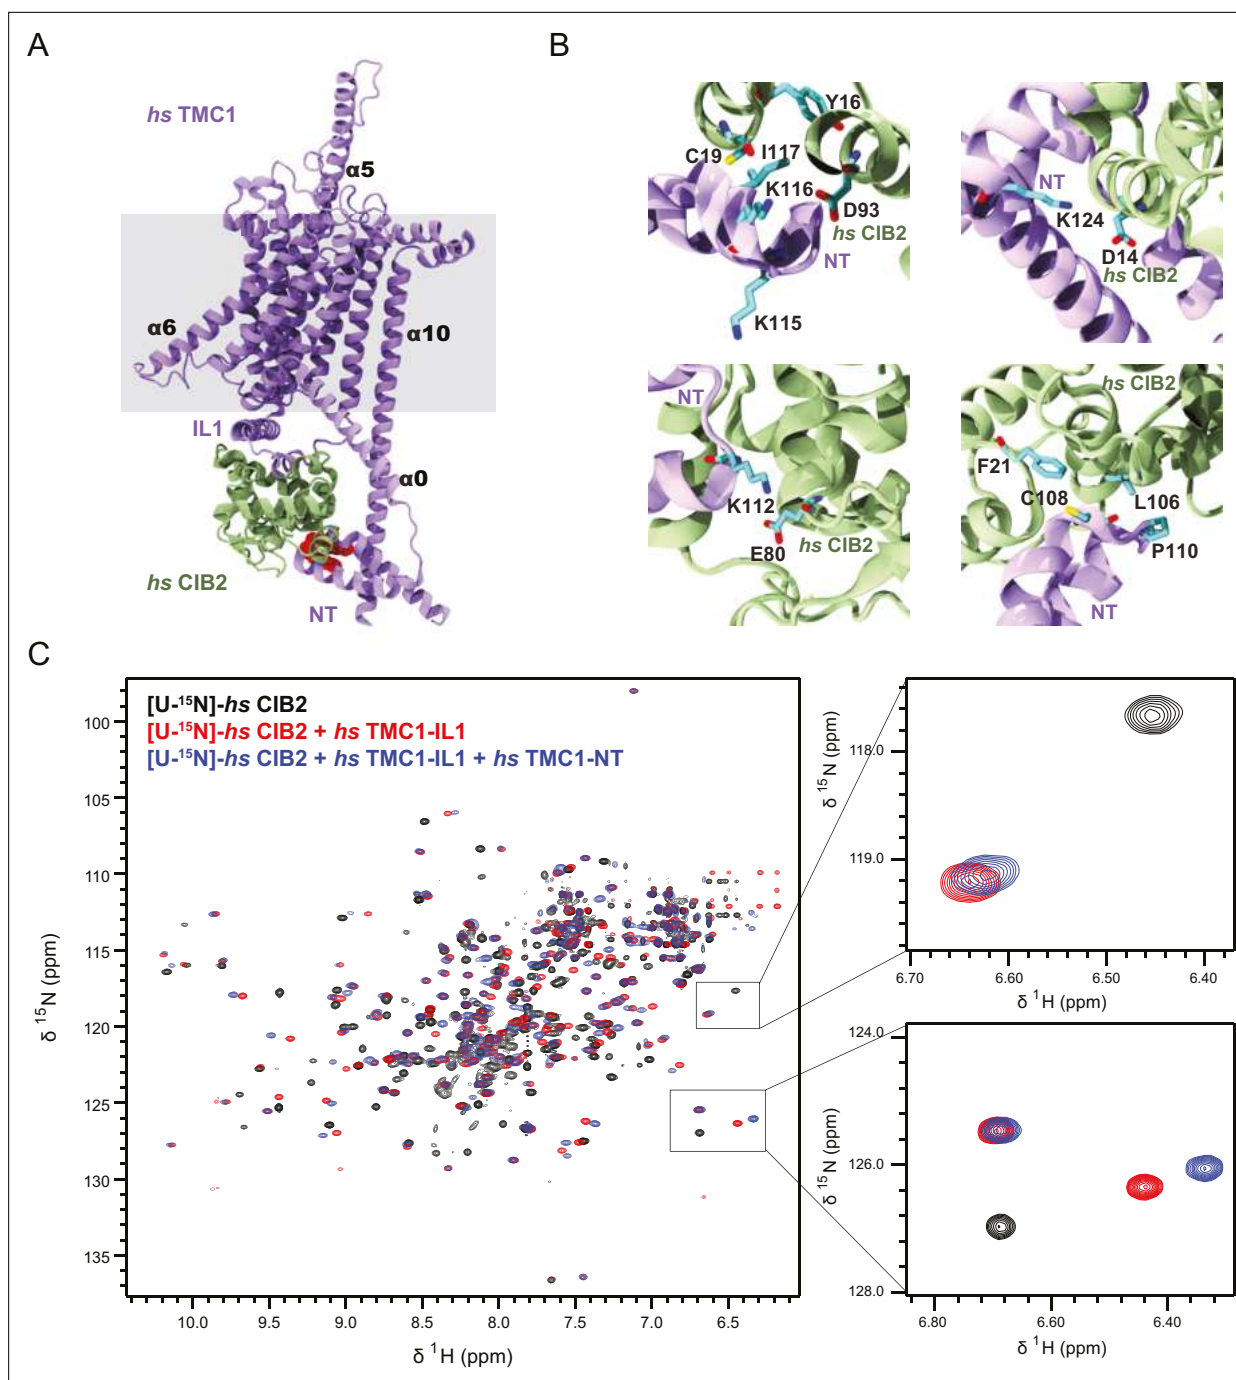 A
hs TMC1
α5
α6
α10
IL1
α0
hs CIB2
NT
B
Y16
C19
I117
K116
D93
hs CIB2
NT
K115
NT
K124
D14
hs CIB2
NT
K112
E80
hs CIB2
hs CIB2
F21
C108
L106
P110
NT
C
[U-¹⁵N]-hs CIB2
[U-¹⁵N]-hs CIB2 + hs TMC1-IL1
[U-¹⁵N]-hs CIB2 + hs TMC1-IL1 + hs TMC1-NT
100
105
110
115
120
125
130
135
δ ¹⁵N (ppm)
10.0 9.5 9.0 8.5 8.0 7.5 7.0 6.5
δ ¹H (ppm)
118.0
119.0
δ ¹⁵N (ppm)
6.70 6.60 6.50 6.40
δ ¹H (ppm)
124.0
126.0
128.0
δ ¹⁵N (ppm)
6.80 6.60 6.40
δ ¹H (ppm)